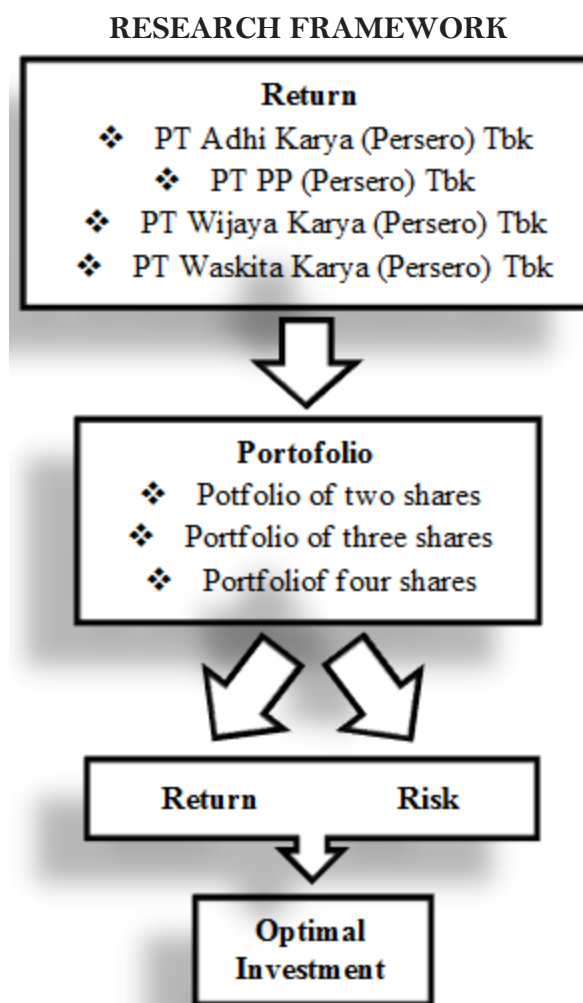 RESEARCH FRAMEWORK
Return
❖ PT Adhi Karya (Persero) Tbk
❖ PT PP (Persero) Tbk
❖ PT Wijaya Karya (Persero) Tbk
❖ PT Waskita Karya (Persero) Tbk
Portofolio
❖ Potfolio of two shares
❖ Portfolio of three shares
❖ Portfoliof four shares
Return Risk
Optimal
Investment